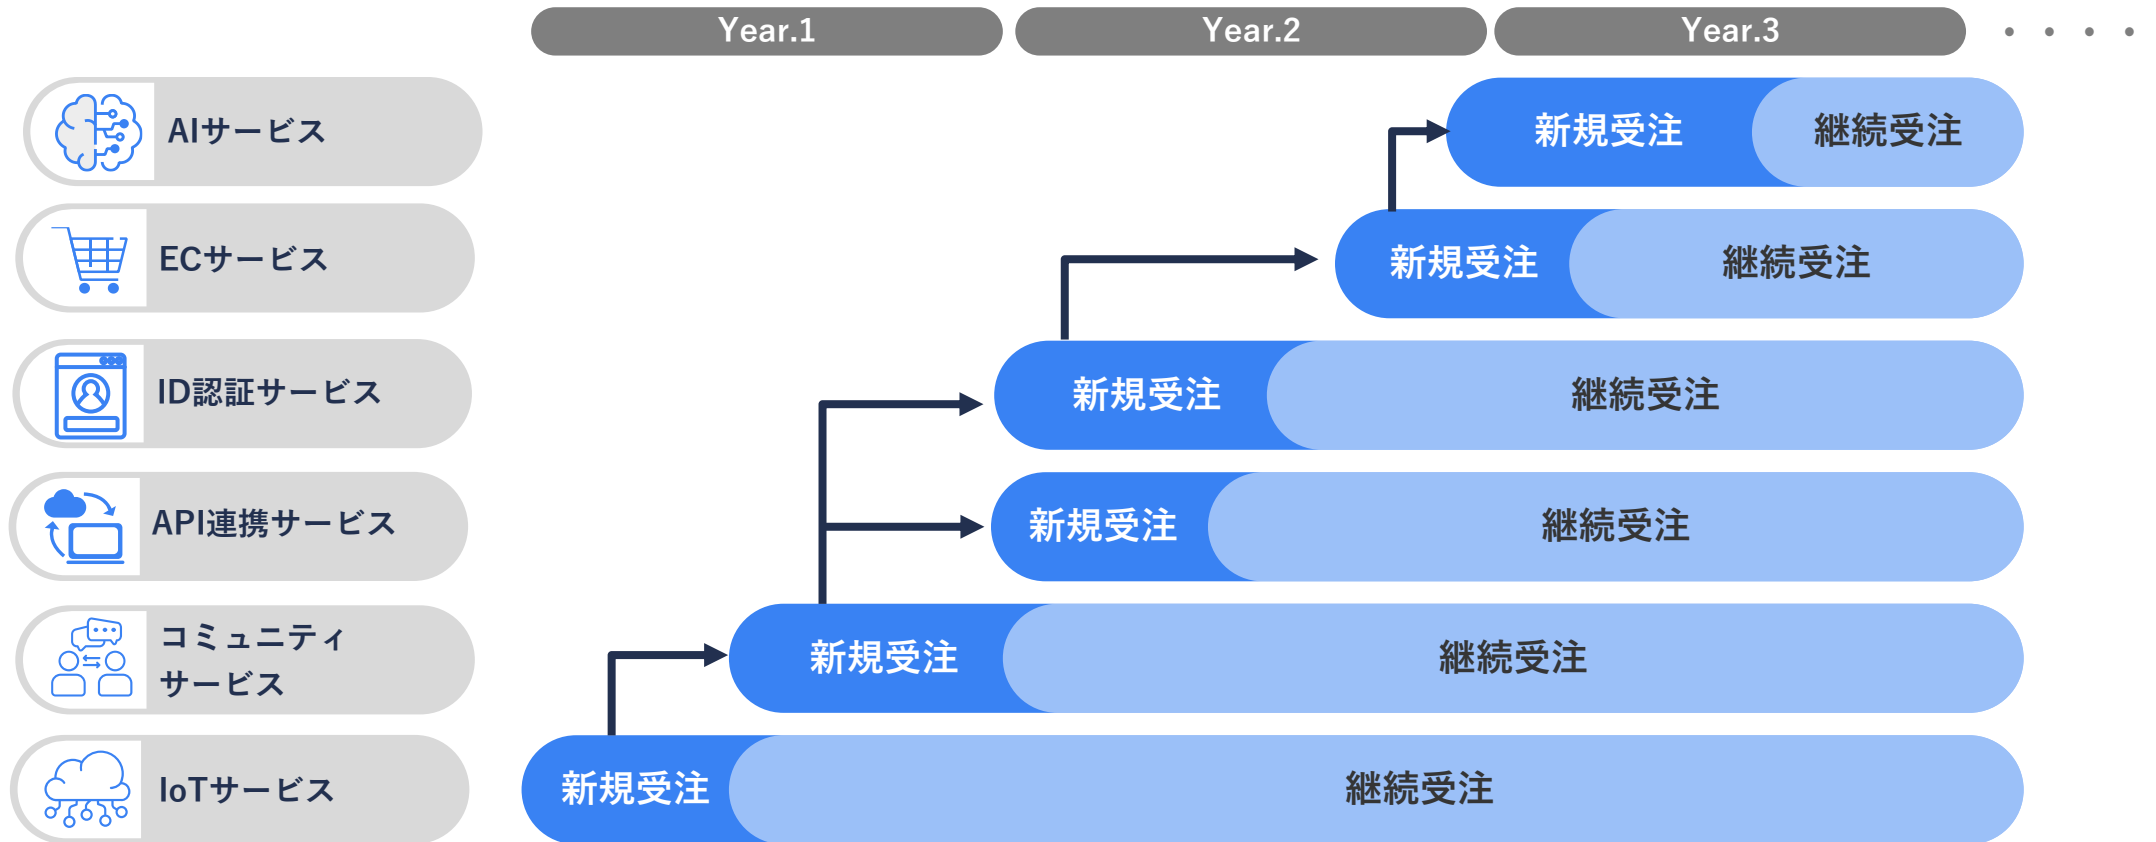 Year.1
Year.2
Year.3
AIサービス
新規受注
継続受注
ECサービス
新規受注
継続受注
ID認証サービス
新規受注
継続受注
API連携サービス
新規受注
継続受注
コミュニティ
サービス
新規受注
継続受注
IoTサービス
新規受注
継続受注